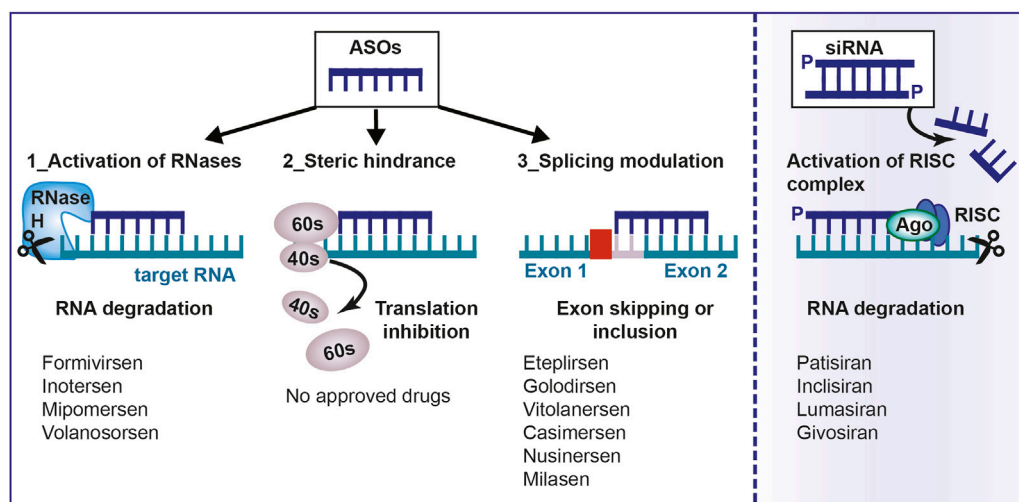 ASOs
1_Activation of RNases
RNase
H
target RNA
RNA degradation
Formivirsen
Inotersen
Mipomersen
Volanosorsen
2_Steric hindrance
60s
40s
40s
60s
Translation
inhibition
No approved drugs
3_Splicing modulation
Exon 1
Exon 2
Exon skipping or
inclusion
Eteplirsen
Golodirsen
Vitolanersen
Casimersen
Nusinersen
Milasen
siRNA
P
P
Activation of RISC
complex
P
Ago
RISC
RNA degradation
Patisiran
Inclisiran
Lumasiran
Givosiran